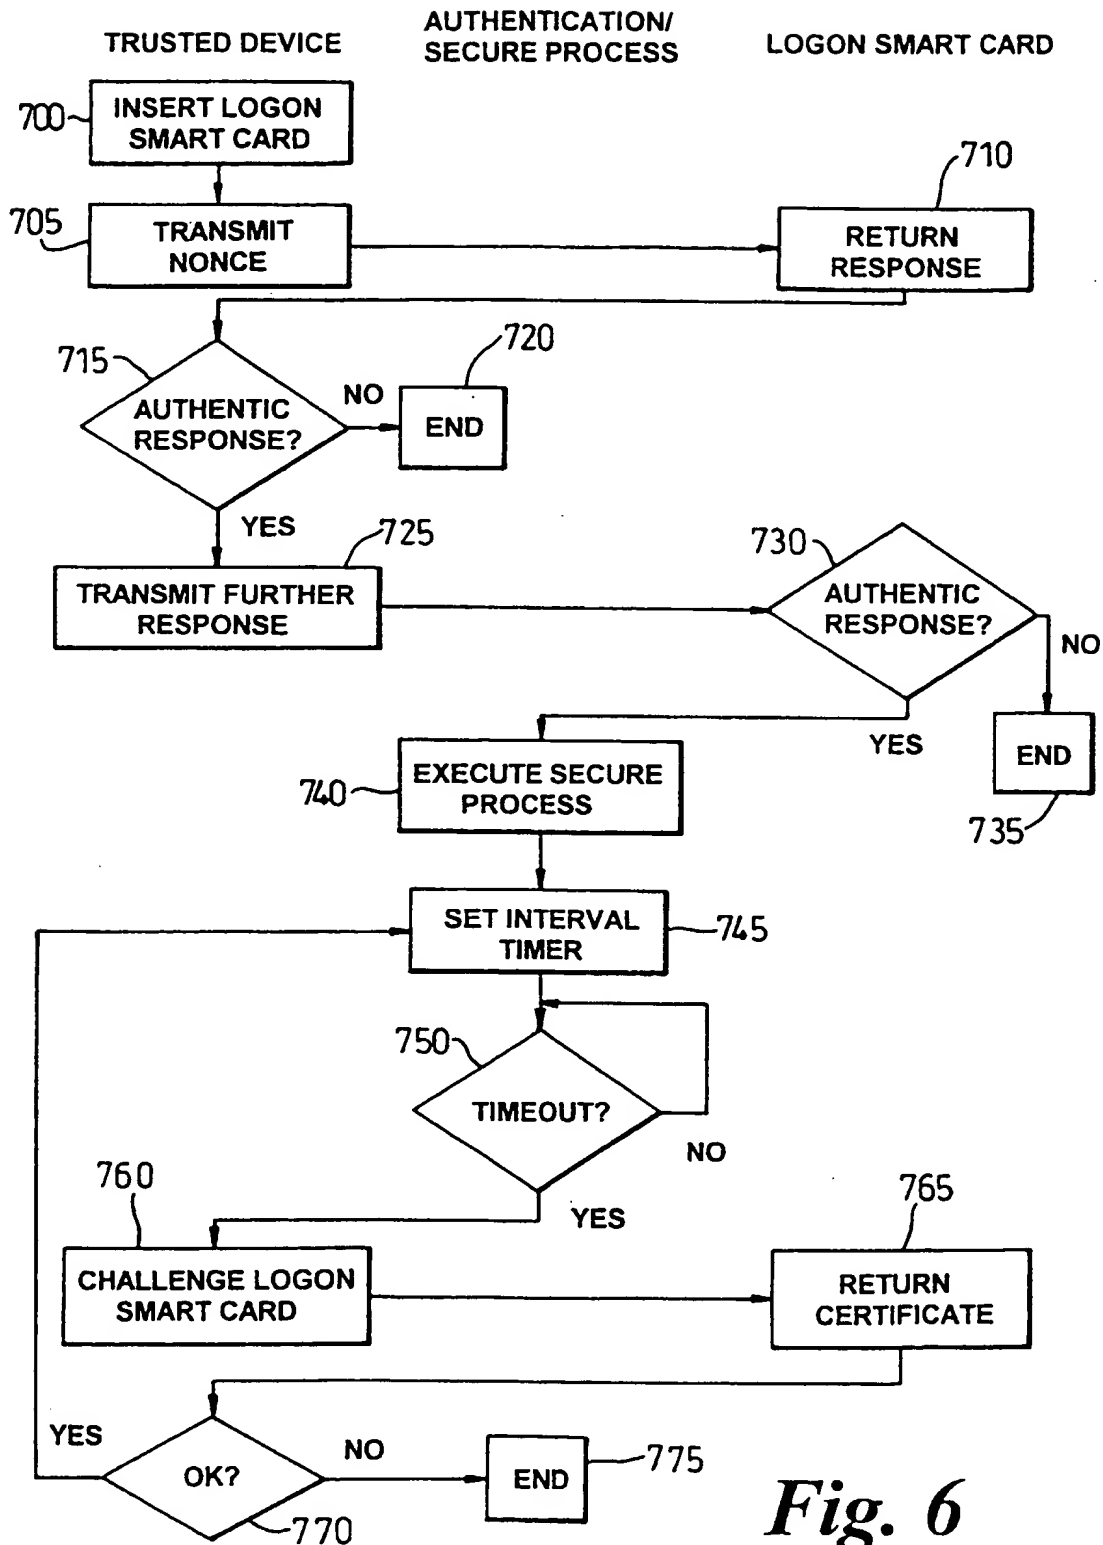 TRUSTED DEVICE
AUTHENTICATION/
SECURE PROCESS
LOGON SMART CARD
700
INSERT LOGON
SMART CARD
705
TRANSMIT
NONCE
710
RETURN
RESPONSE
715
AUTHENTIC
RESPONSE?
NO
720
END
YES
725
TRANSMIT FURTHER
RESPONSE
730
AUTHENTIC
RESPONSE?
NO
YES
END
735
740
EXECUTE SECURE
PROCESS
SET INTERVAL
TIMER
745
750
TIMEOUT?
NO
YES
760
CHALLENGE LOGON
SMART CARD
765
RETURN
CERTIFICATE
YES
OK?
770
NO
END
775
Fig. 6